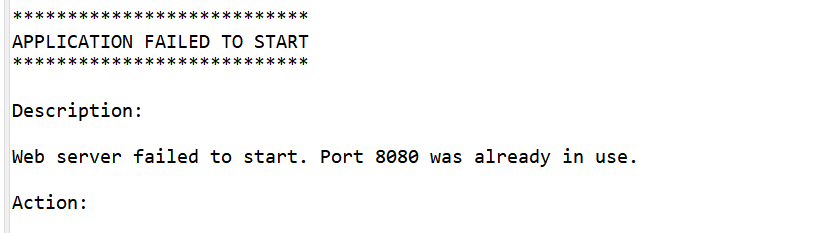 ***************************
APPLICATION FAILED TO START
***************************
Description:
Web server failed to start. Port 8080 was already in use.
Action: